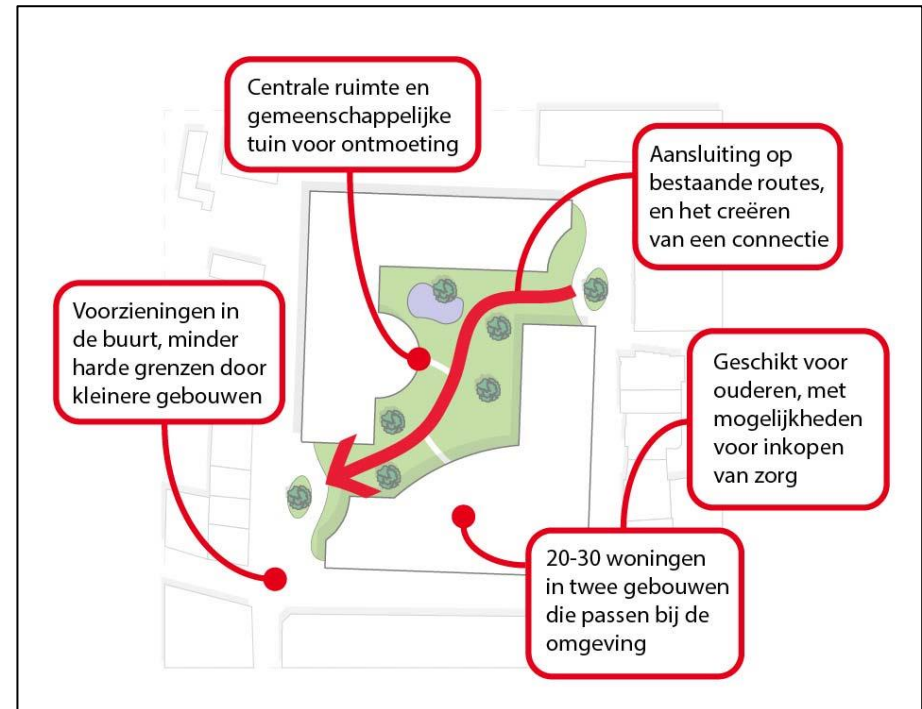 Centrale ruimte en
gemeenschappelijke
tuin voor ontmoeting
Aansluiting op
bestaande routes,
en het creëren
van een connectie
Voorzieningen in
de buurt, minder
harde grenzen door
kleinere gebouwen
Geschikt voor
ouderen, met
mogelijkheden
voor inkopen
van zorg
20-30 woningen
in twee gebouwen
die passen bij de
omgeving